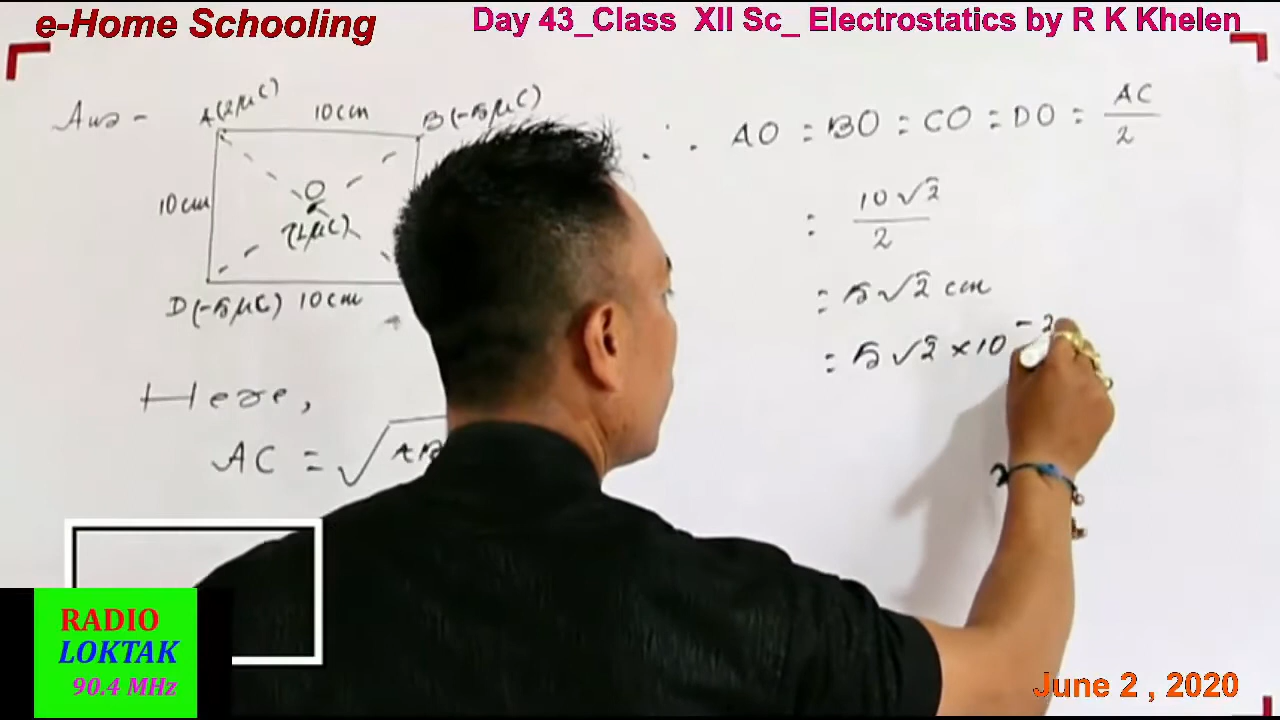 e-Home Schooling
Day 43_Class XII Sc_ Electrostatics by R K Khelen
Ans -
A(2μC)
10cm
B(-5μC)
10cm
O
(1μC)
D(-5μC) 10cm
Here,
AC = √AB
∴ AO = BO = CO = DO = AC/2
= 10√2/2
= 5√2 cm
= 5√2 × 10⁻²
RADIO
LOKTAK
90.4 MHz
June 2 , 2020